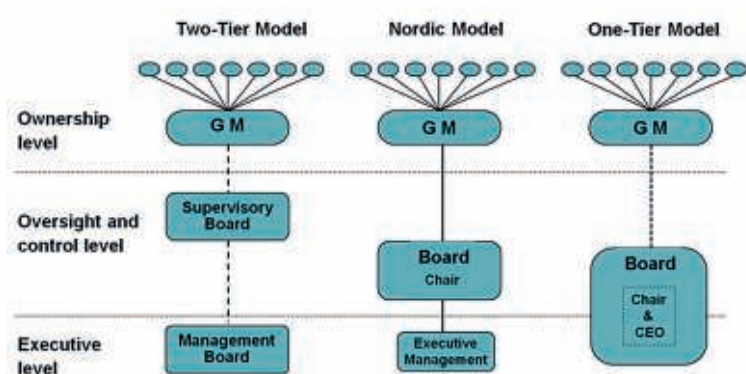 Two-Tier Model
Nordic Model
One-Tier Model
Ownership
level
G M
G M
G M
Oversight and
control level
Supervisory
Board
Board
Chair
Board
Chair
&
CEO
Executive
level
Management
Board
Executive
Management